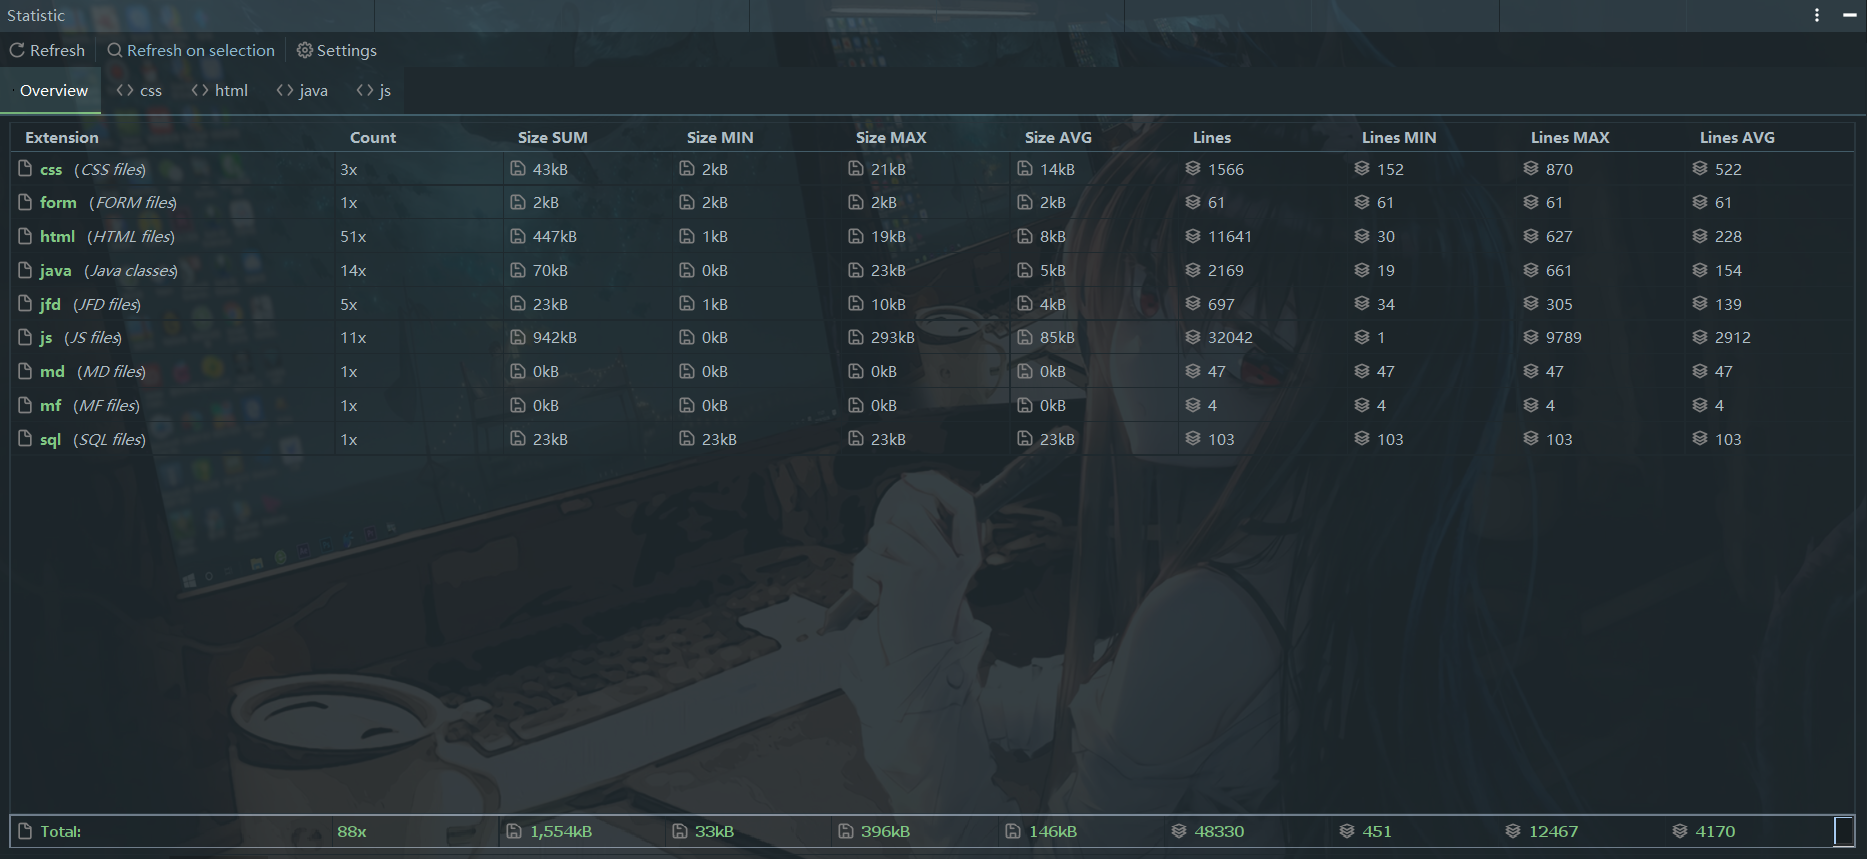 Statistic
Refresh Refresh on selection Settings
Overview css html java js
Extension Count Size SUM Size MIN Size MAX Size AVG Lines Lines MIN Lines MAX Lines AVG
css (CSS files) 3x 43kB 2kB 21kB 14kB 1566 152 870 522
form (FORM files) 1x 2kB 2kB 2kB 2kB 61 61 61 61
html (HTML files) 51x 447kB 1kB 19kB 8kB 11641 30 627 228
java (Java classes) 14x 70kB 0kB 23kB 5kB 2169 19 661 154
jfd (JFD files) 5x 23kB 1kB 10kB 4kB 697 34 305 139
js (JS files) 11x 942kB 0kB 293kB 85kB 32042 1 9789 2912
md (MD files) 1x 0kB 0kB 0kB 0kB 47 47 47 47
mf (MF files) 1x 0kB 0kB 0kB 0kB 4 4 4 4
sql (SQL files) 1x 23kB 23kB 23kB 23kB 103 103 103 103
Total: 88x 1,554kB 33kB 396kB 146kB 48330 451 12467 4170